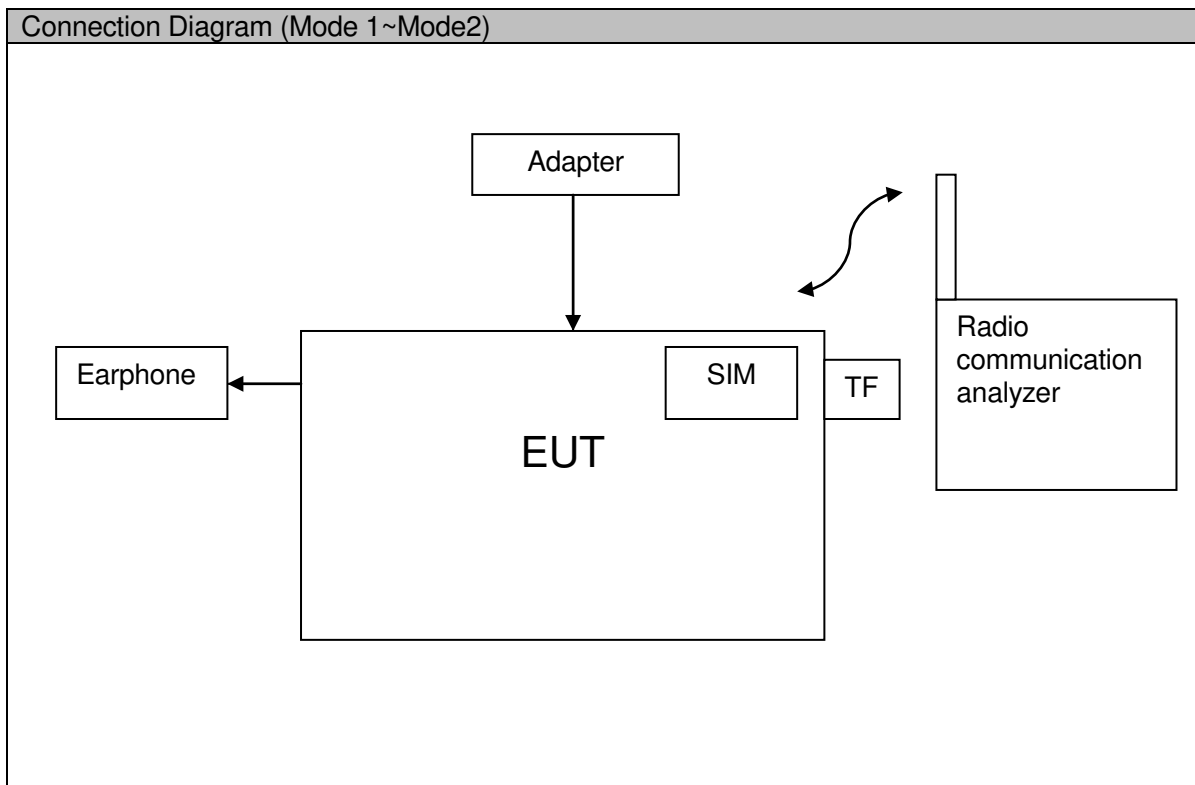 Connection Diagram (Mode 1~Mode2)
Adapter
Earphone
SIM
TF
EUT
Radio
communication
analyzer